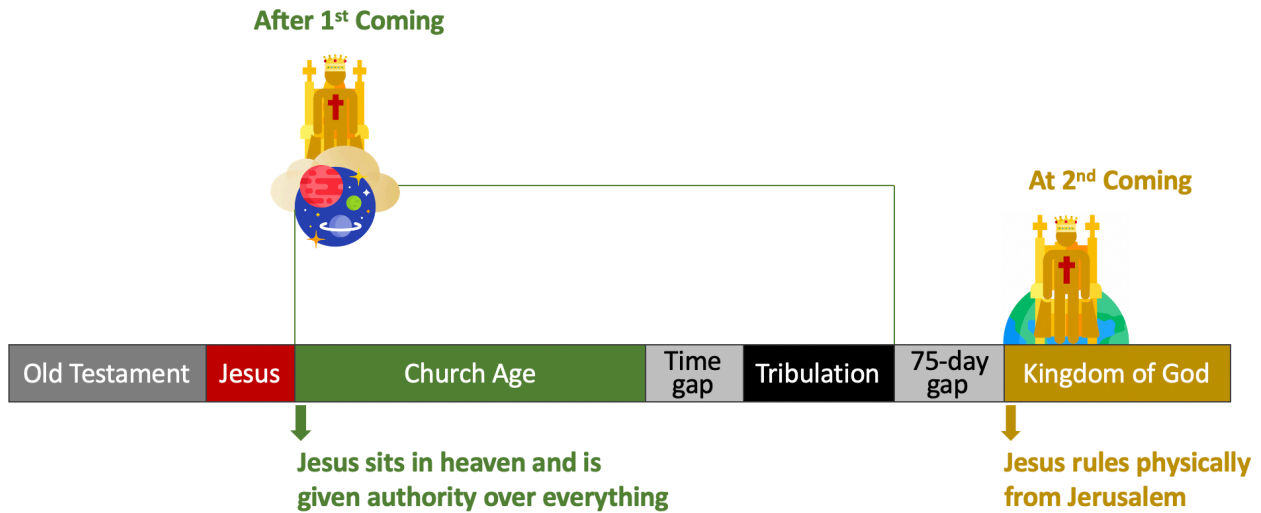 After 1st Coming
At 2nd Coming
Old Testament
Jesus
Church Age
Time
gap
Tribulation
75-day
gap
Kingdom of God
Jesus sits in heaven and is
given authority over everything
Jesus rules physically
from Jerusalem